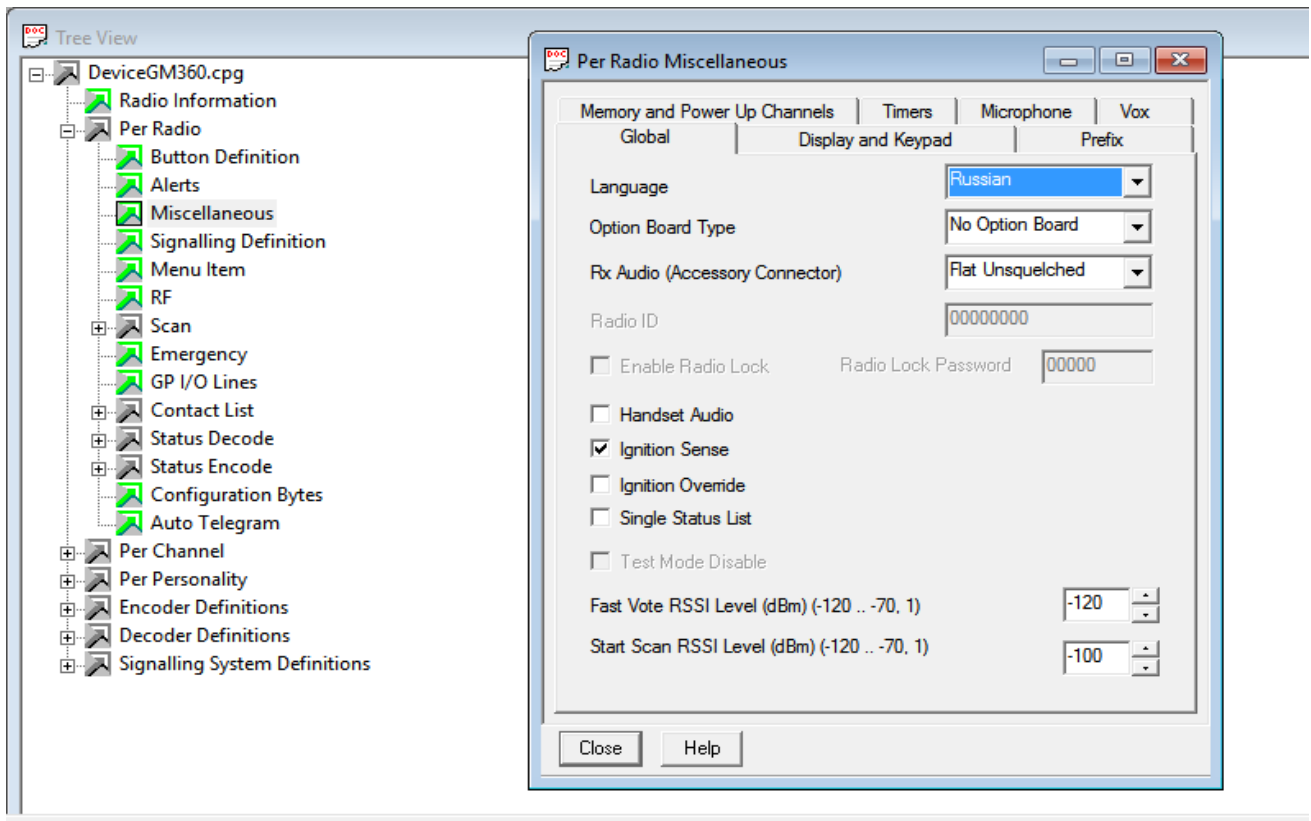 Tree View
DeviceGM360.cpg
Radio Information
Per Radio
Button Definition
Alerts
Miscellaneous
Signalling Definition
Menu Item
RF
Scan
Emergency
GP I/O Lines
Contact List
Status Decode
Status Encode
Configuration Bytes
Auto Telegram
Per Channel
Per Personality
Encoder Definitions
Decoder Definitions
Signalling System Definitions
Per Radio Miscellaneous
Memory and Power Up Channels Timers Microphone Vox
Global Display and Keypad Prefix
Language Russian
Option Board Type No Option Board
Rx Audio (Accessory Connector) Flat Unsquelched
Radio ID 00000000
Enable Radio Lock Radio Lock Password 00000
Handset Audio
Ignition Sense
Ignition Override
Single Status List
Test Mode Disable
Fast Vote RSSI Level (dBm) (-120 .. -70, 1) -120
Start Scan RSSI Level (dBm) (-120 .. -70, 1) -100
Close Help